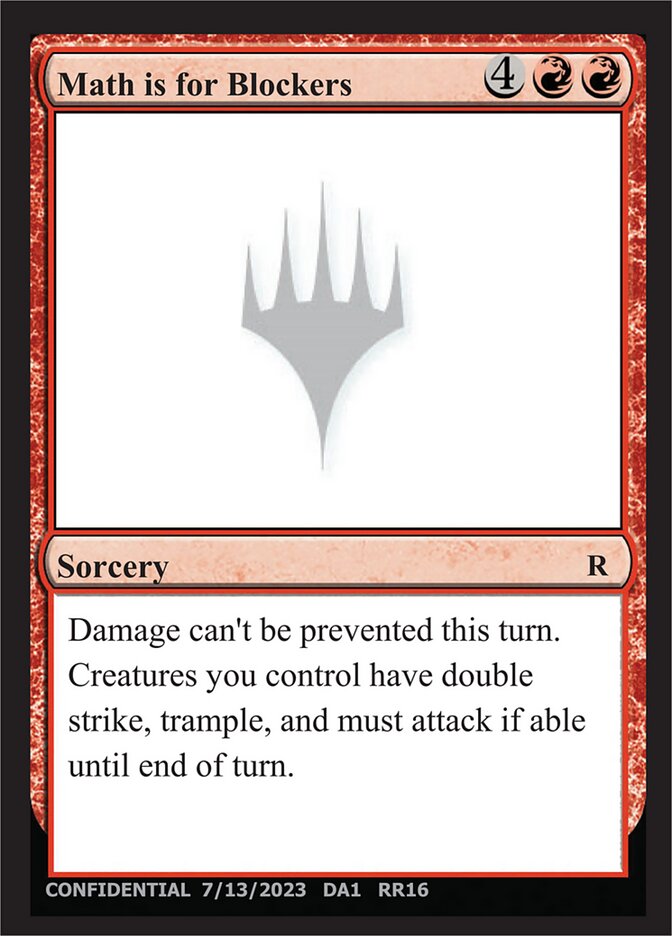 Math is for Blockers 4
Sorcery R
Damage can't be prevented this turn.
Creatures you control have double
strike, trample, and must attack if able
until end of turn.
CONFIDENTIAL 7/13/2023 DA1 RR16